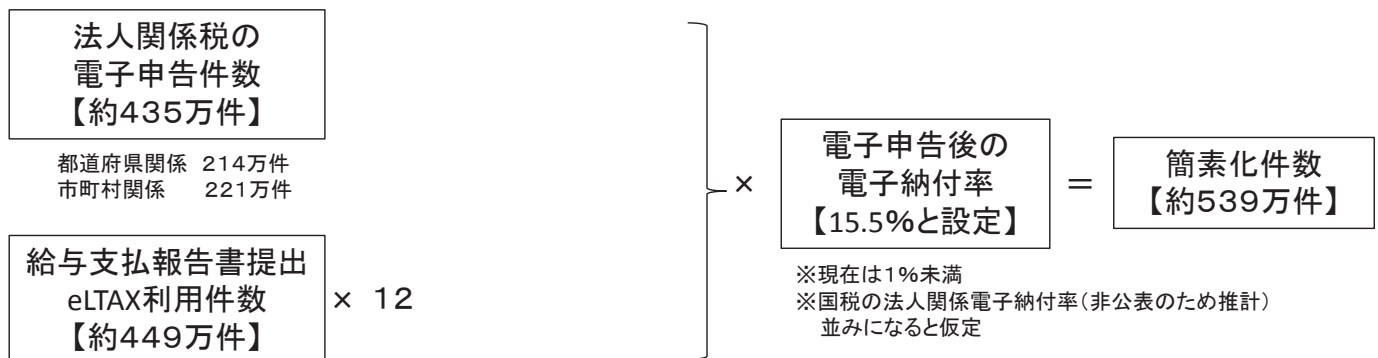 法人関係税の
電子申告件数
【約435万件】
都道府県関係 214万件
市町村関係 221万件
給与支払報告書提出
eLTAX利用件数
【約449万件】
× 12
×
電子申告後の
電子納付率
【15.5%と設定】
※現在は1%未満
※国税の法人関係電子納付率(非公表のため推計)
並みになると仮定
=
簡素化件数
【約539万件】